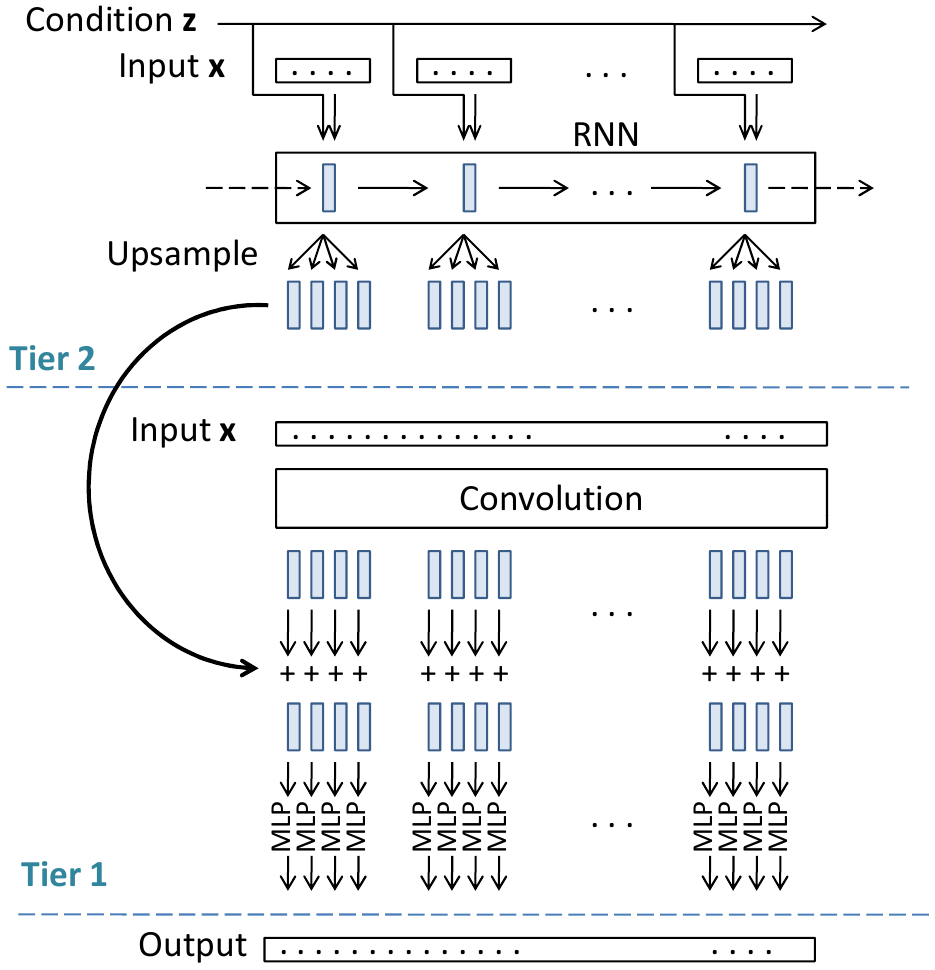 Condition z
Input x
. . . . . . . . . . . . . . .
RNN
. . .
Upsample
. . .
Tier 2
Input x
. . . . . . . . . . . . . . . . . . . . .
Convolution
. . .
+ + + + + + + + + + + +
MLP MLP MLP MLP MLP MLP MLP MLP . . . MLP MLP MLP MLP
Tier 1
Output
. . . . . . . . . . . . . . . . . . . . .